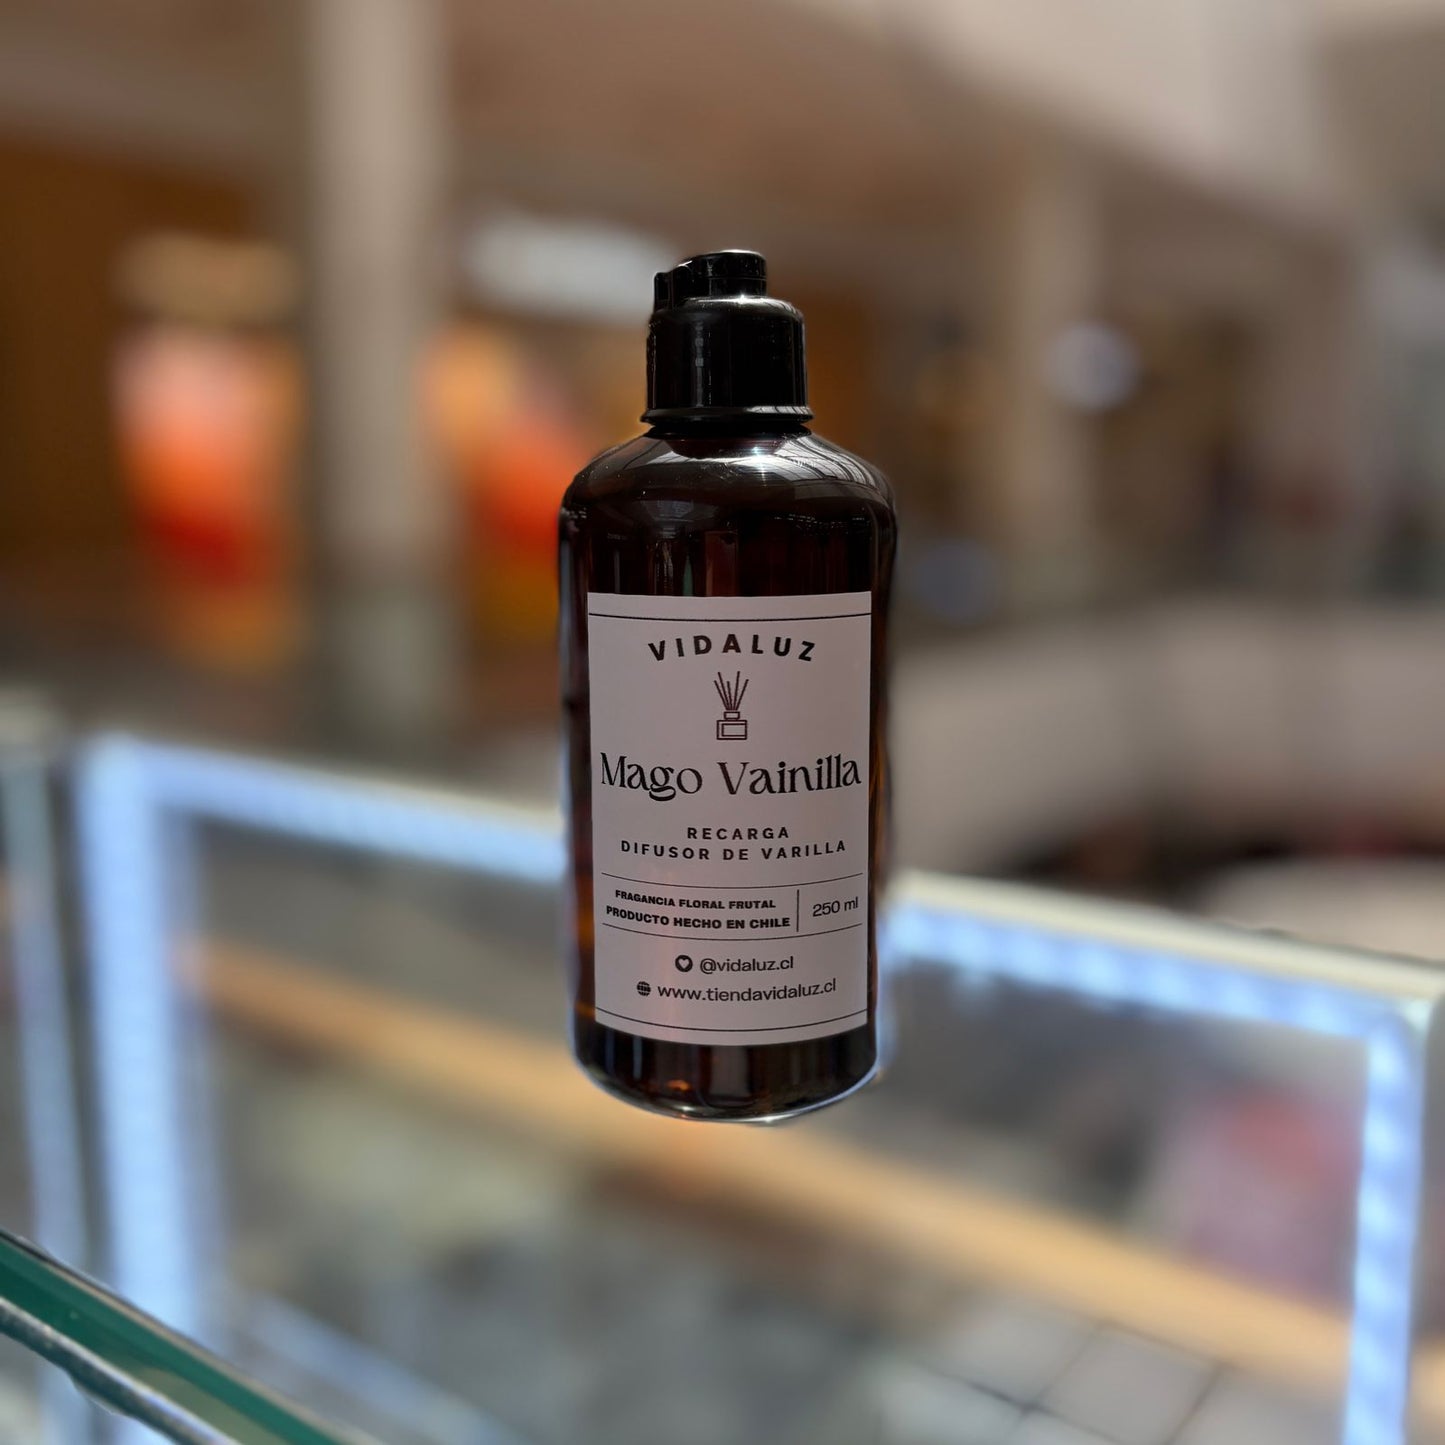 VIDALUZ
Mago Vainilla
RECARGA
DIFUSOR DE VARILLA
FRAGANCIA FLORAL FRUTAL
PRODUCTO HECHO EN CHILE
250 ml
@vidaluz.cl
www.tiendavidaluz.cl